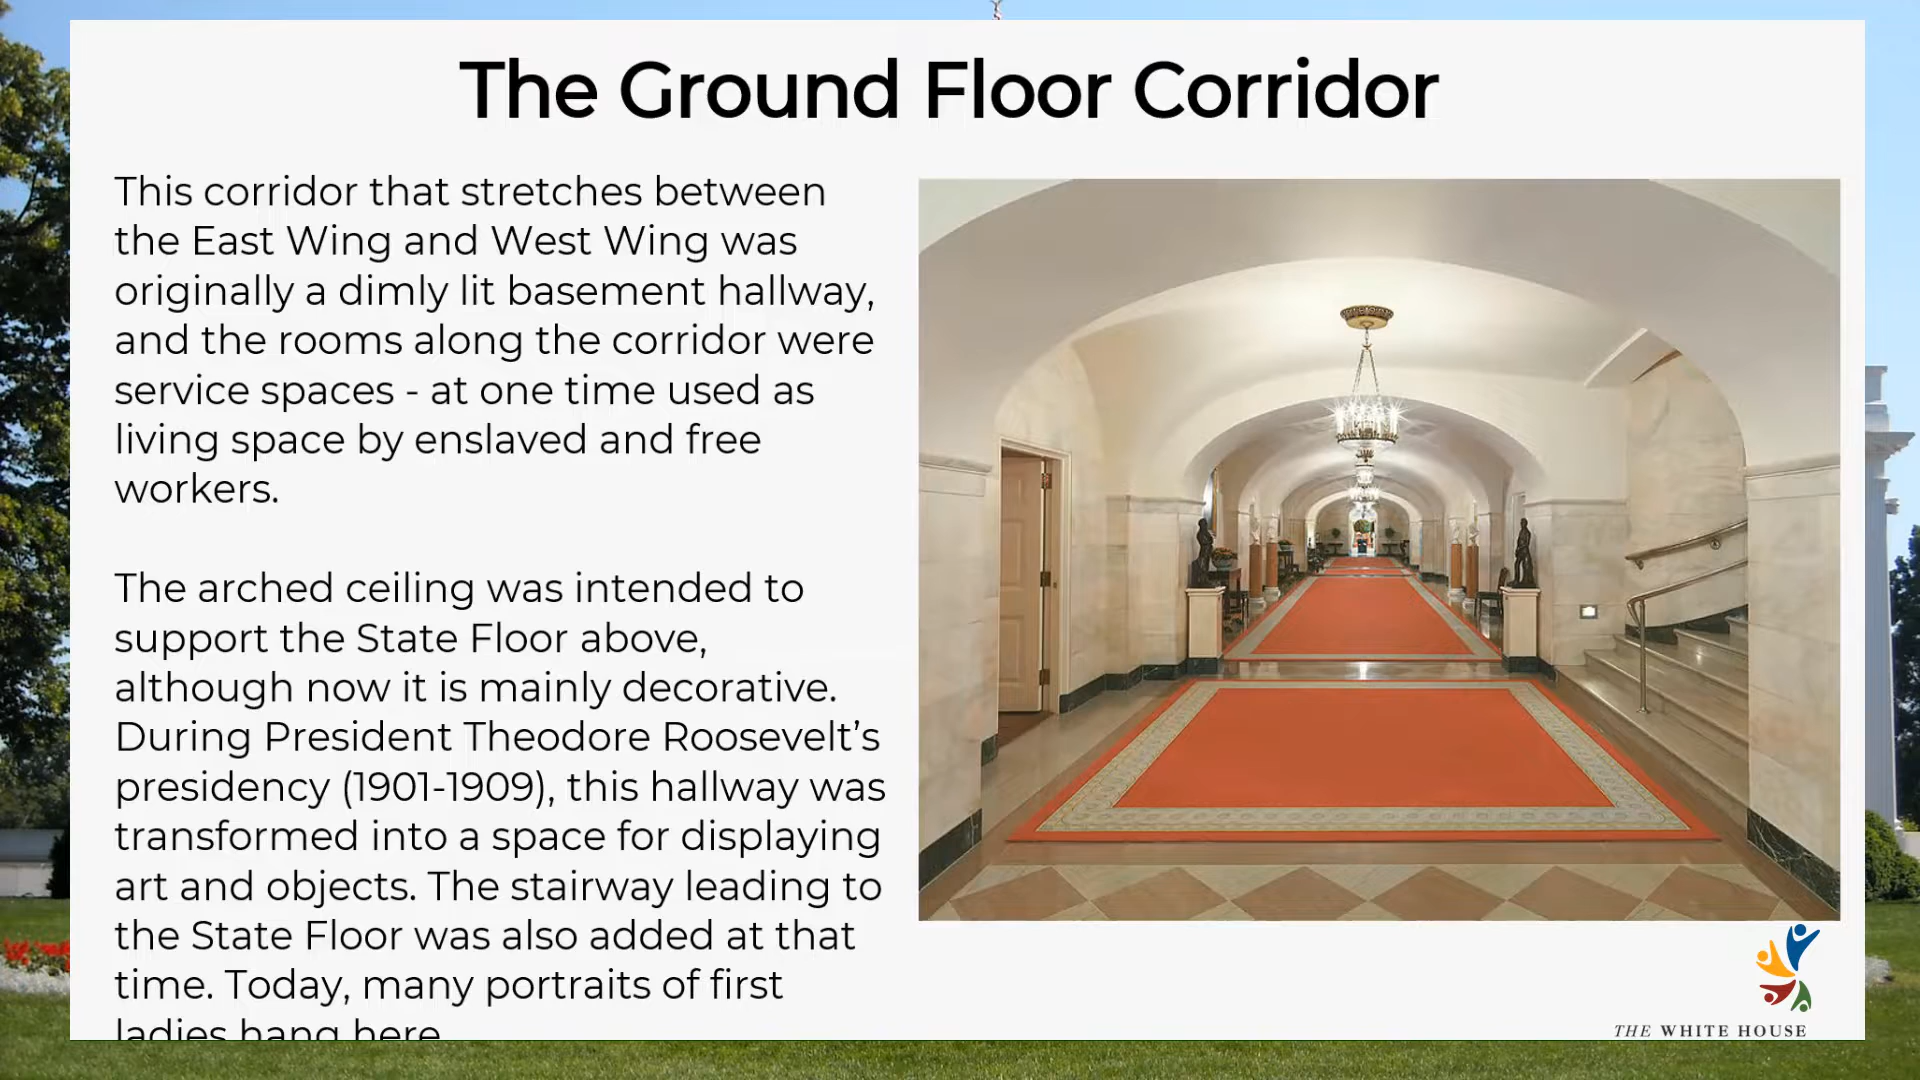 The Ground Floor Corridor
This corridor that stretches between
the East Wing and West Wing was
originally a dimly lit basement hallway,
and the rooms along the corridor were
service spaces - at one time used as
living space by enslaved and free
workers.
The arched ceiling was intended to
support the State Floor above,
although now it is mainly decorative.
During President Theodore Roosevelt’s
presidency (1901-1909), this hallway was
transformed into a space for displaying
art and objects. The stairway leading to
the State Floor was also added at that
time. Today, many portraits of first
ladies hang here
THE WHITE HOUSE